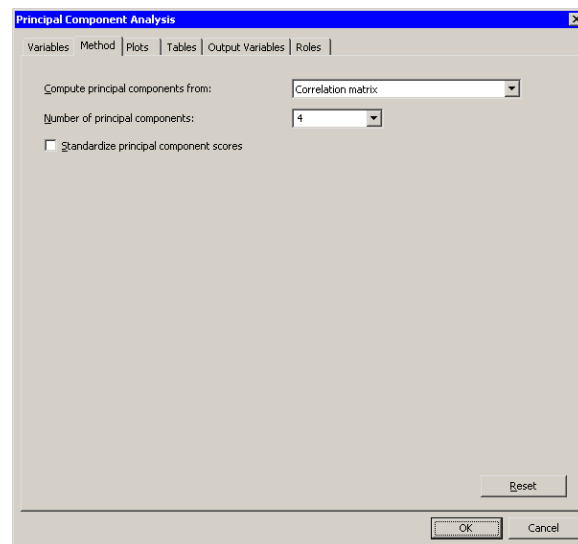 Principal Component Analysis
Variables Method Plots Tables Output Variables Roles
Compute principal components from: Correlation matrix
Number of principal components: 4
Standardize principal component scores
Reset
OK Cancel